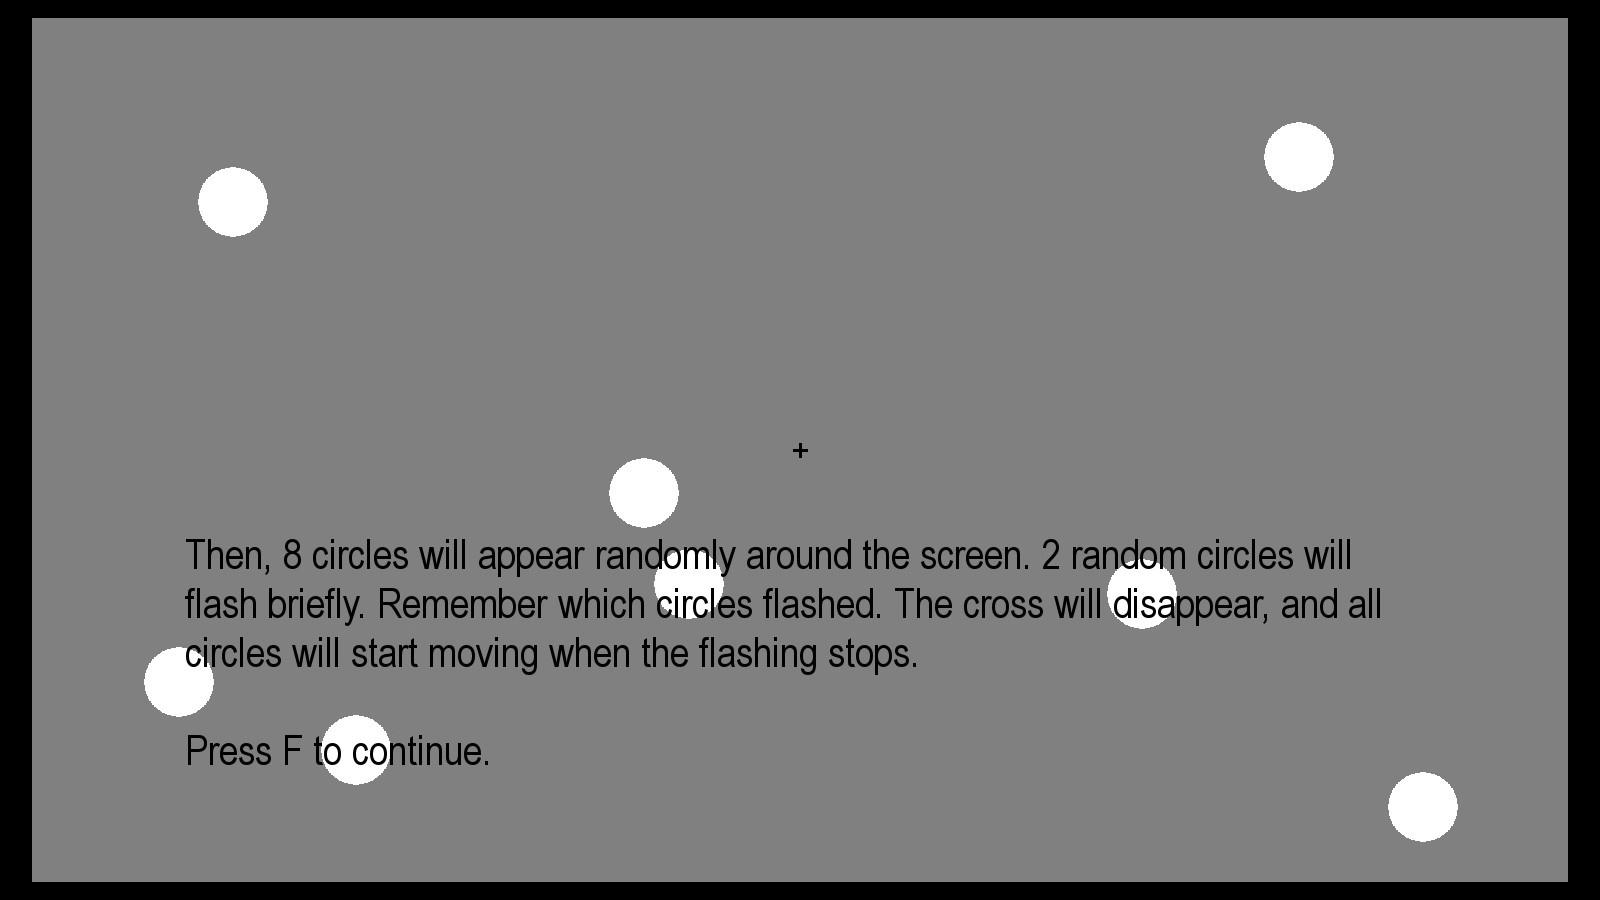 Then, 8 circles will appear randomly around the screen. 2 random circles will
flash briefly. Remember which circles flashed. The cross will disappear, and all
circles will start moving when the flashing stops.
Press F to continue.